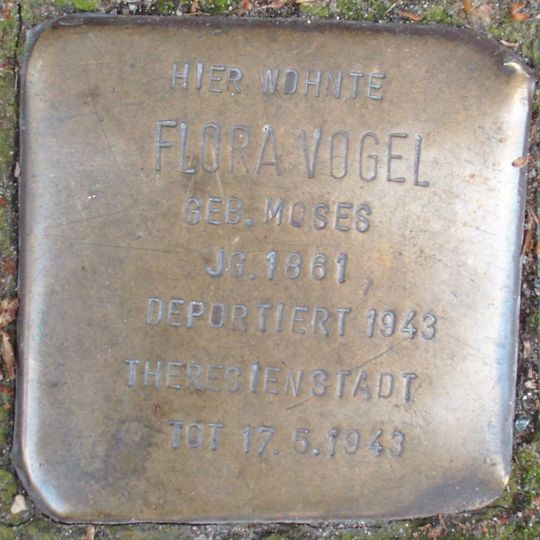 HIER WOHNTE
FLORA VOGEL
GEB. MOSES
JG. 1861
DEPORTIERT 1943
THERESIENSTADT
TOT 17.5.1943